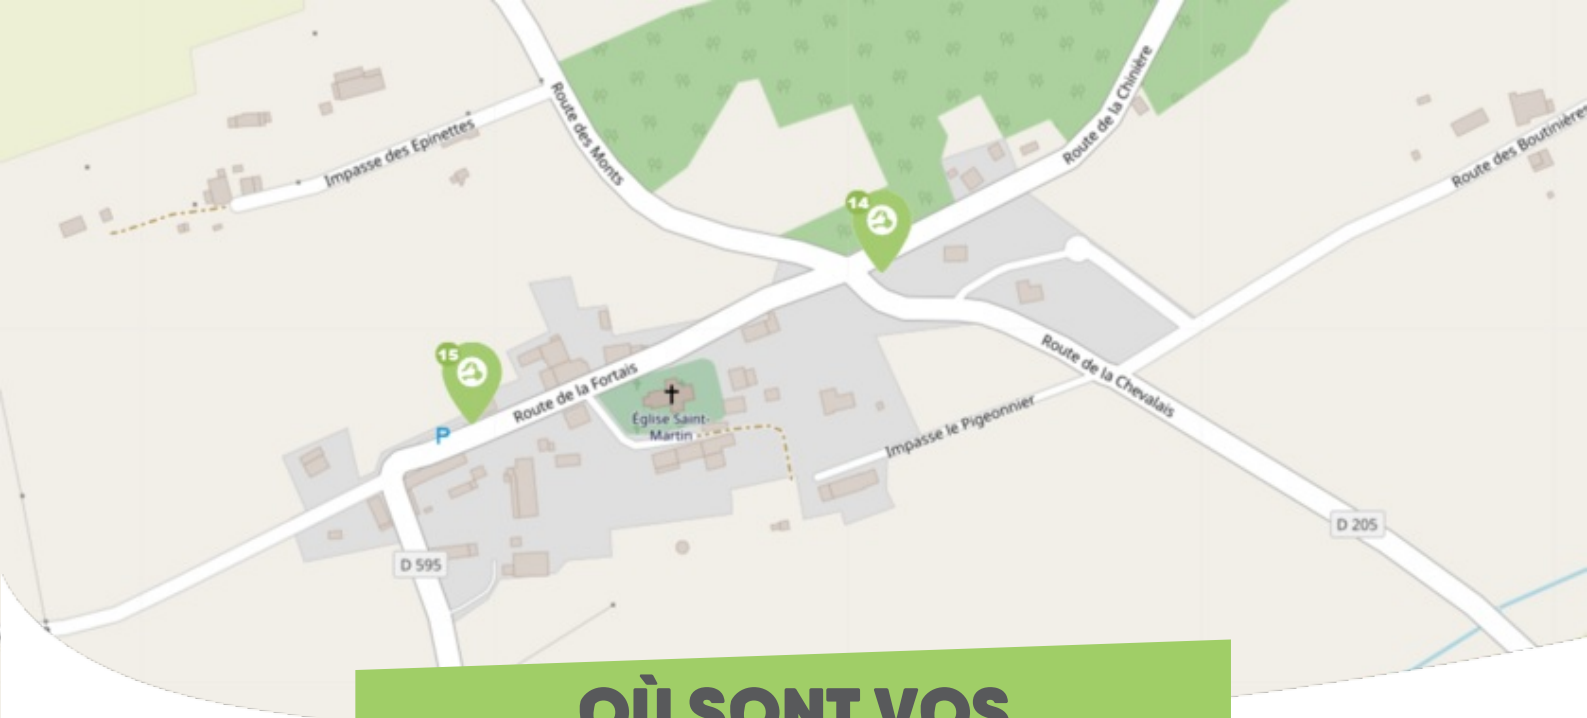 Route des Monts
Route de la Chinière
Impasse des Epinettes
Route des Boutinières
14
15
P
Route de la Fortais
Église Saint-
Martin
Route de la Chevalais
Impasse le Pigeonnier
D 205
D 595
OÙ SONT VOS